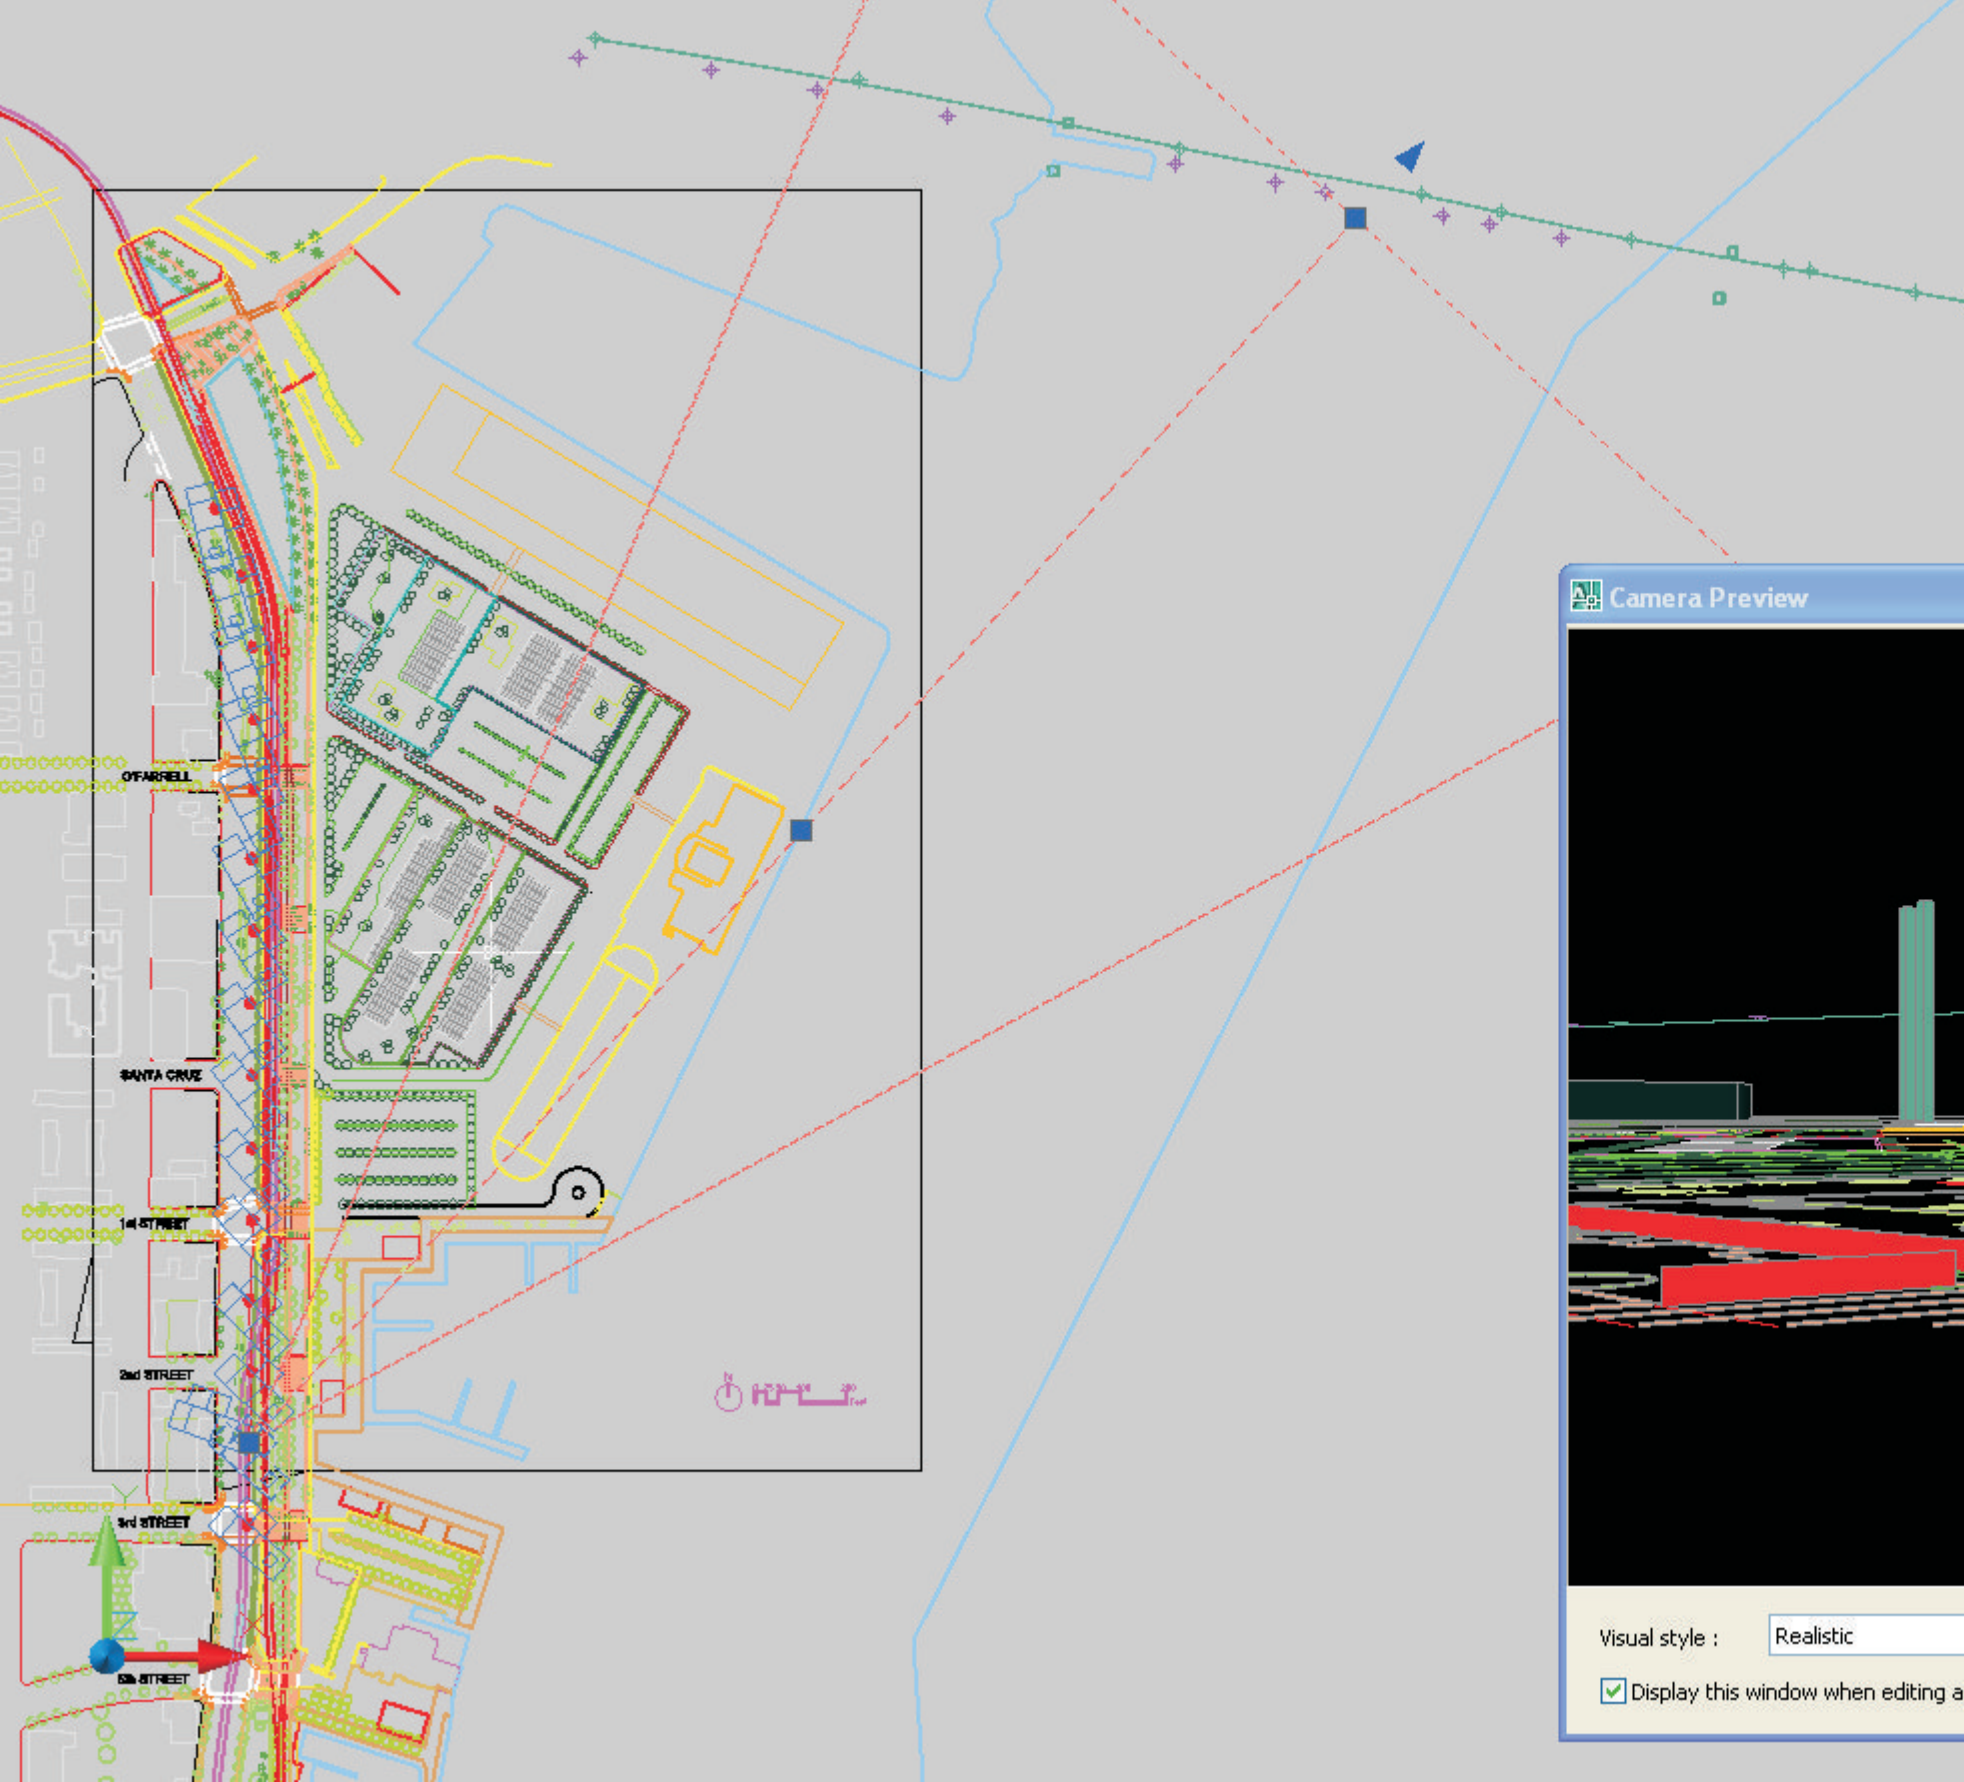 Camera Preview
O'FARRELL
SANTA CRUZ
1st STREET
2nd STREET
3rd STREET
5th STREET
N
Y
Z
X
Visual style :
Realistic
Display this window when editing a